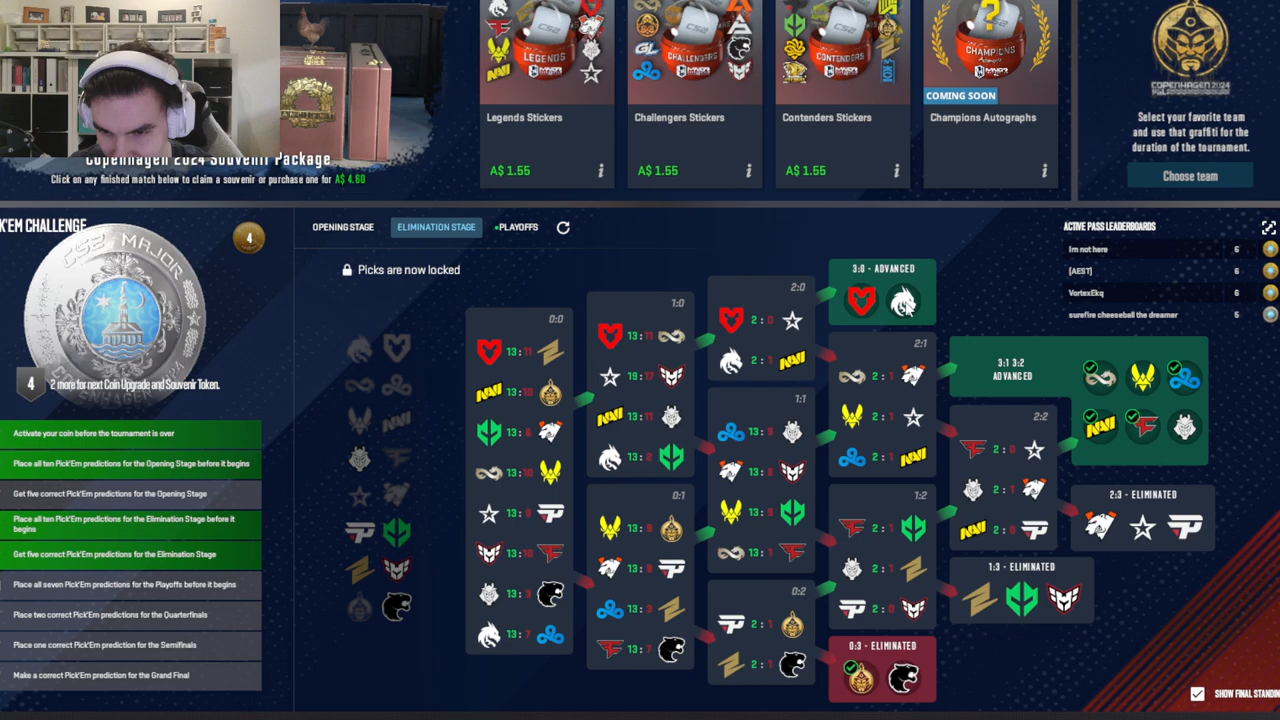 LEGENDS
CHALLENGERS
CONTENDERS
CHAMPIONS
COMING SOON
Legends Stickers
Challengers Stickers
Contenders Stickers
Champions Autographs
A$ 1.55
A$ 1.55
A$ 1.55
Copenhagen 2024 Souvenir Package
Click on any finished match below to claim a souvenir or purchase one for A$ 4.60
COPENHAGEN 2024
Select your favorite team
and use that graffiti for the
duration of the tournament.
Choose team
K'EM CHALLENGE
4
CS2 MAJOR
4
2 more for next Coin Upgrade and Souvenir Token.
Activate your coin before the tournament is over
Place all ten Pick'Em predictions for the Opening Stage before it begins
Get five correct Pick'Em predictions for the Opening Stage
Place all ten Pick'Em predictions for the Elimination Stage before it
begins
Get five correct Pick'Em predictions for the Elimination Stage
Place all seven Pick'Em predictions for the Playoffs before it begins
Place two correct Pick'Em predictions for the Quarterfinals
Place one correct Pick'Em predictions for the Semifinals
Make a correct Pick'Em prediction for the Grand Final
OPENING STAGE
ELIMINATION STAGE
PLAYOFFS
Picks are now locked
0:0
13:11
13:10
13:6
13:10
13:9
13:10
13:3
13:7
1:0
13:11
19:17
13:11
13:2
0:1
13:9
13:9
13:3
13:7
2:0
2:0
2:1
1:1
13:9
13:8
13:9
13:1
0:2
2:1
2:1
3:0 - ADVANCED
2:1
2:1
2:1
2:1
1:2
2:1
2:1
2:0
0:3 - ELIMINATED
3:1 3:2
ADVANCED
2:2
2:0
2:1
2:0
2:3 - ELIMINATED
1:3 - ELIMINATED
ACTIVE PASS LEADERBOARDS
Im not here 6
[AEST] 6
VortexEkq 6
surefire cheeseball the dreamer 5
SHOW FINAL STANDIN